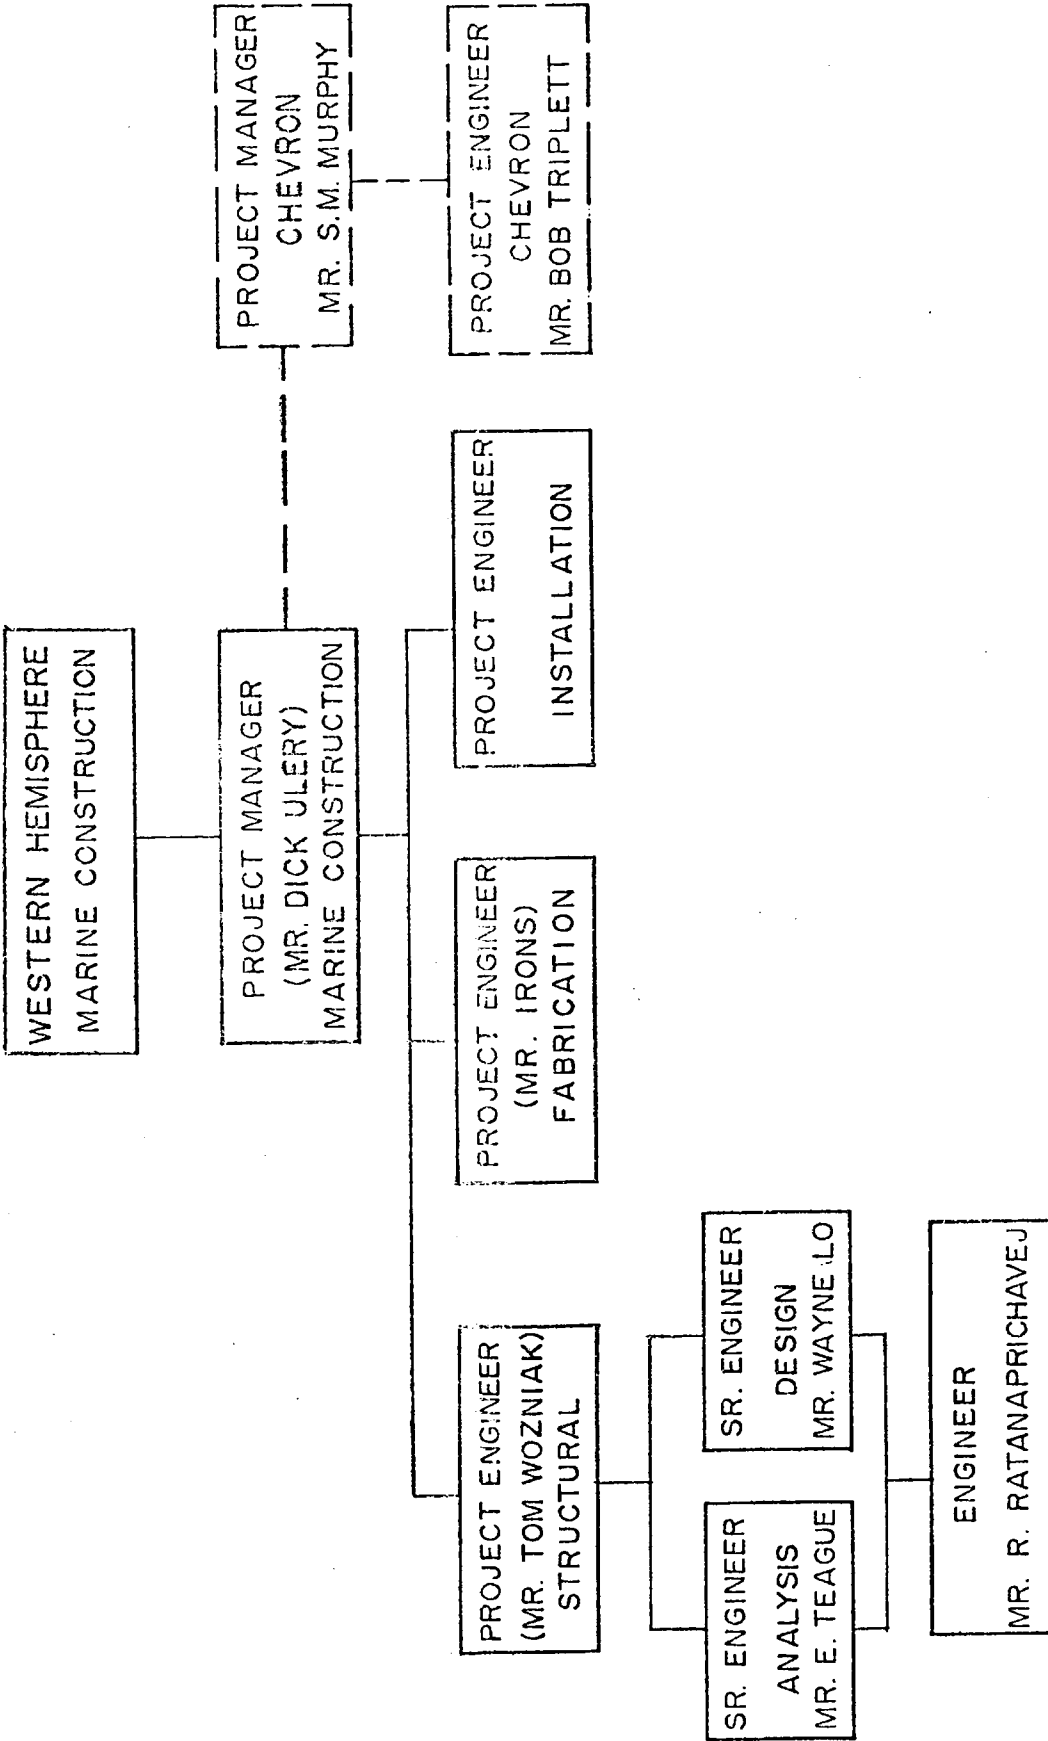 WESTERN HEMISPHERE
MARINE CONSTRUCTION
PROJECT MANAGER
(MR. DICK ULERY)
MARINE CONSTRUCTION
PROJECT MANAGER
CHEVRON
MR. S.M. MURPHY
PROJECT ENGINEER
(MR. TOM WOZNIAK)
STRUCTURAL
PROJECT ENGINEER
(MR. IRONS)
FABRICATION
PROJECT ENGINEER
INSTALLATION
PROJECT ENGINEER
CHEVRON
MR. BOB TRIPLETT
SR. ENGINEER
ANALYSIS
MR. E. TEAGUE
SR. ENGINEER
DESIGN
MR. WAYNE LO
ENGINEER
MR. R. RATANAPRICHAVEJ